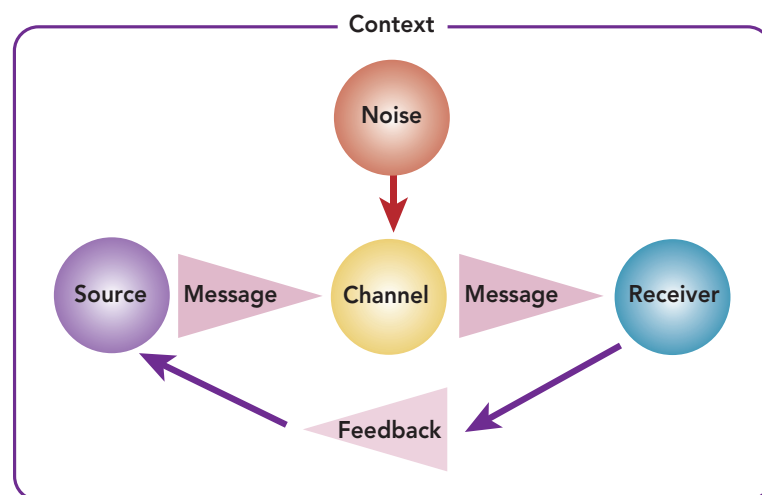 Context
Noise
Source
Message
Channel
Message
Receiver
Feedback